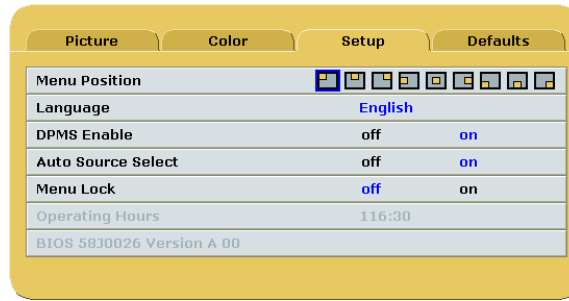 Picture Color Setup Defaults
Menu Position
Language English
DPMS Enable off on
Auto Source Select off on
Menu Lock off on
Operating Hours 116:30
BIOS 58J0026 Version A 00